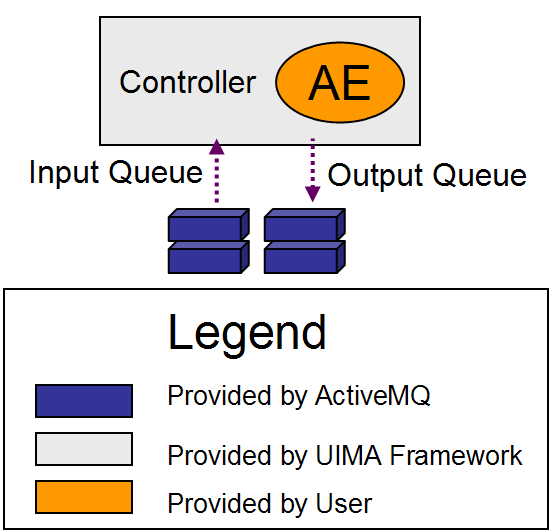 Controller
AE
Input Queue
Output Queue
Legend
Provided by ActiveMQ
Provided by UIMA Framework
Provided by User